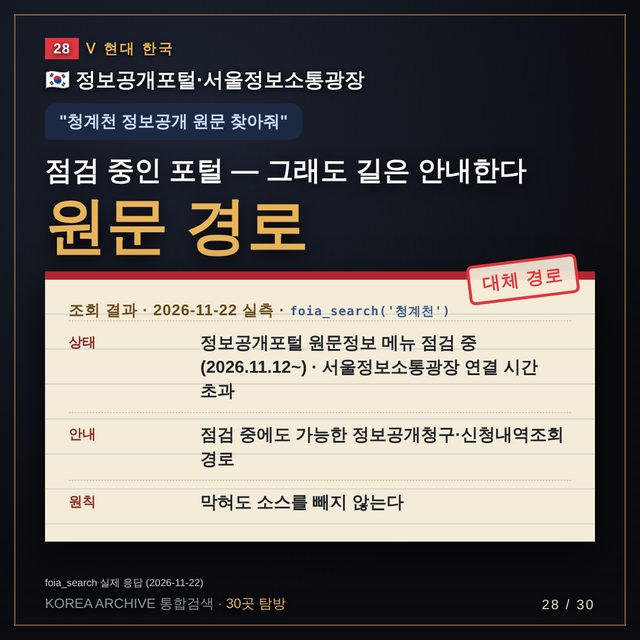 28 V 현대 한국
🇰🇷 정보공개포털·서울정보소통광장
"청계천 정보공개 원문 찾아줘"
점검 중인 포털 — 그래도 길은 안내한다
원문 경로
대체 경로
조회 결과 · 2026-11-22 실측 · foia_search('청계천')
상태 정보공개포털 원문정보 메뉴 점검 중
(2026.11.12~) · 서울정보소통광장 연결 시간
초과
안내 점검 중에도 가능한 정보공개청구·신청내역조회
경로
원칙 막혀도 소스를 빼지 않는다
foia_search 실제 응답 (2026-11-22)
KOREA ARCHIVE 통합검색 · 30곳 탐방
28 / 30